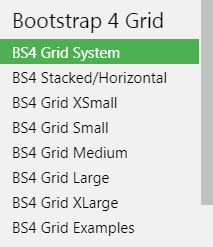 Bootstrap 4 Grid
BS4 Grid System
BS4 Stacked/Horizontal
BS4 Grid XSmall
BS4 Grid Small
BS4 Grid Medium
BS4 Grid Large
BS4 Grid XLarge
BS4 Grid Examples